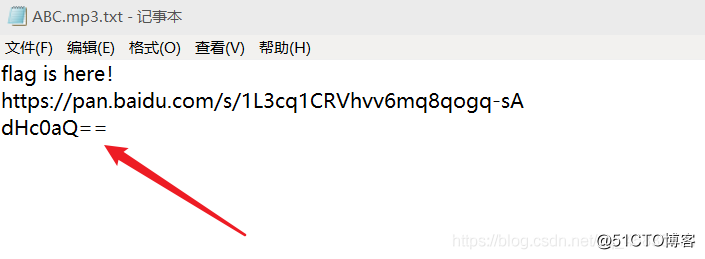 ABC.mp3.txt - 记事本
文件(F) 编辑(E) 格式(O) 查看(V) 帮助(H)
flag is here!
https://pan.baidu.com/s/1L3cq1CRVhvv6mq8qogq-sA
dHc0aQ==
https://blog.csdn.net/ @51CTO博客